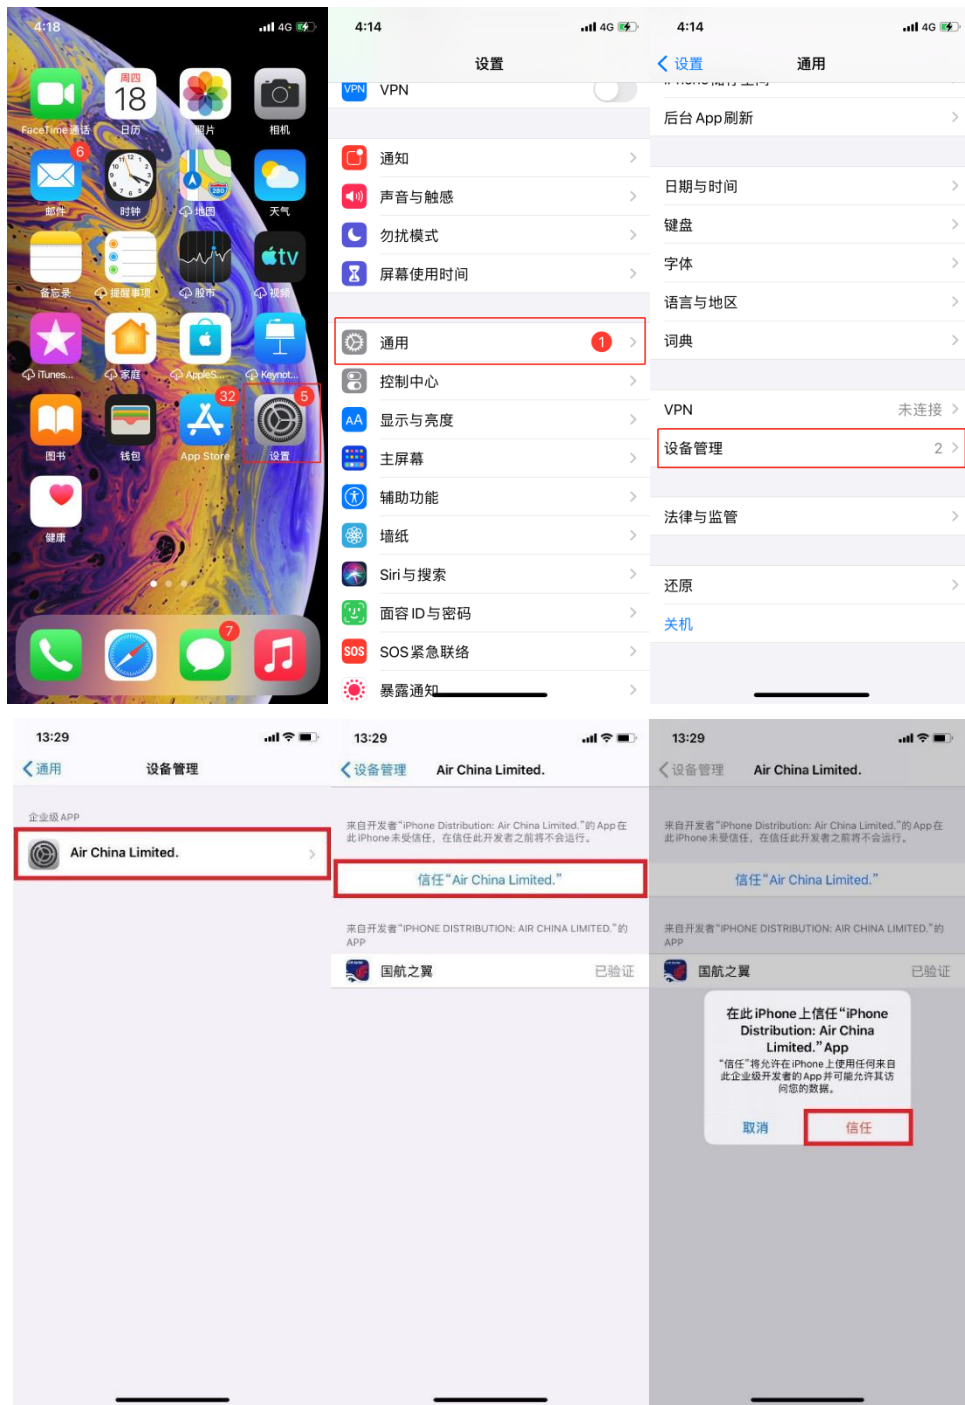 4:18
4G
FaceTime通话
周四
18
日历
照片
相机
6
邮件
时钟
280
地图
天气
备忘录
提醒事项
股市
tv
视频
iTunes...
家庭
AppleS...
Keynot...
图书
钱包
32
App Store
5
设置
健康
7
4:14
4G
设置
VPN
VPN
通知
声音与触感
勿扰模式
屏幕使用时间
通用
1
控制中心
AA
显示与亮度
主屏幕
辅助功能
墙纸
Siri与搜索
面容ID与密码
SOS
SOS紧急联络
暴露通知
4:14
4G
设置
通用
iPhone储存空间
后台App刷新
日期与时间
键盘
字体
语言与地区
词典
VPN
未连接
设备管理
2
法律与监管
还原
关机
13:29
通用
设备管理
企业级APP
Air China Limited.
13:29
设备管理
Air China Limited.
来自开发者“iPhone Distribution: Air China Limited.”的App在
此iPhone未受信任，在信任此开发者之前将不会运行。
信任“Air China Limited.”
来自开发者“IPHONE DISTRIBUTION: AIR CHINA LIMITED.”的
APP
国航之翼
已验证
13:29
设备管理
Air China Limited.
来自开发者“iPhone Distribution: Air China Limited.”的App在
此iPhone未受信任，在信任此开发者之前将不会运行。
信任“Air China Limited.”
来自开发者“IPHONE DISTRIBUTION: AIR CHINA LIMITED.”的
APP
国航之翼
已验证
在此iPhone上信任“iPhone
Distribution: Air China
Limited.”App
“信任”将允许在iPhone上使用任何来自
此企业级开发者的App并可能允许其访
问您的数据。
取消
信任